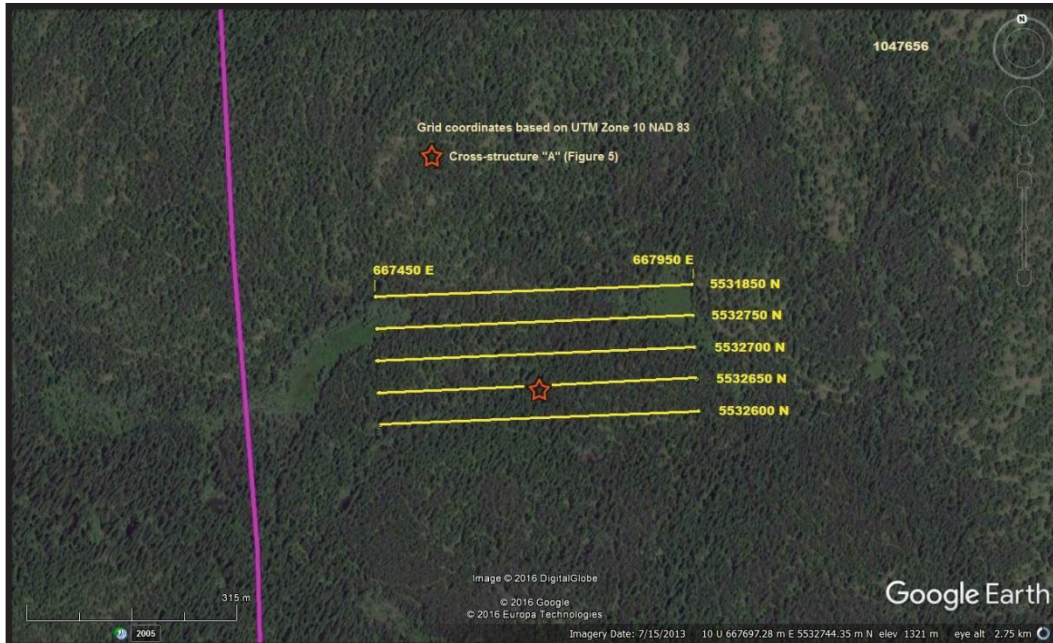 N
1047656
Grid coordinates based on UTM Zone 10 NAD 83
Cross-structure "A" (Figure 5)
667450 E
667950 E
5531850 N
5532750 N
5532700 N
5532650 N
5532600 N
Image © 2016 DigitalGlobe
© 2016 Google
© 2016 Europa Technologies
Google Earth
315 m
2005
Imagery Date: 7/15/2013 10 U 667697.28 m E 5532744.35 m N elev 1321 m eye alt 2.75 km